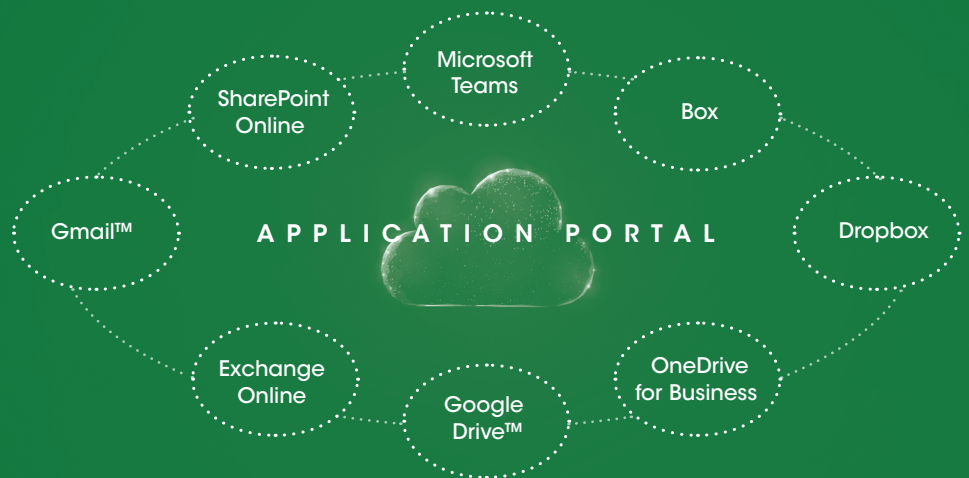 Microsoft
Teams
SharePoint
Online
Box
Gmail™
APPLICATION PORTAL
Dropbox
Exchange
Online
OneDrive
for Business
Google
Drive™